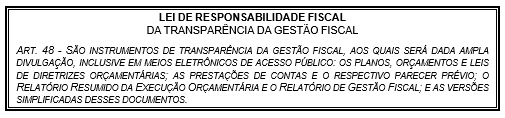 LEI DE RESPONSABILIDADE FISCAL
DA TRANSPARÊNCIA DA GESTÃO FISCAL
ART. 48 - SÃO INSTRUMENTOS DE TRANSPARÊNCIA DA GESTÃO FISCAL, AOS QUAIS SERÁ DADA AMPLA
DIVULGAÇÃO, INCLUSIVE EM MEIOS ELETRÔNICOS DE ACESSO PÚBLICO: OS PLANOS, ORÇAMENTOS E LEIS
DE DIRETRIZES ORÇAMENTÁRIAS; AS PRESTAÇÕES DE CONTAS E O RESPECTIVO PARECER PRÉVIO; O
RELATÓRIO RESUMIDO DA EXECUÇÃO ORÇAMENTÁRIA E O RELATÓRIO DE GESTÃO FISCAL; E AS VERSÕES
SIMPLIFICADAS DESSES DOCUMENTOS.